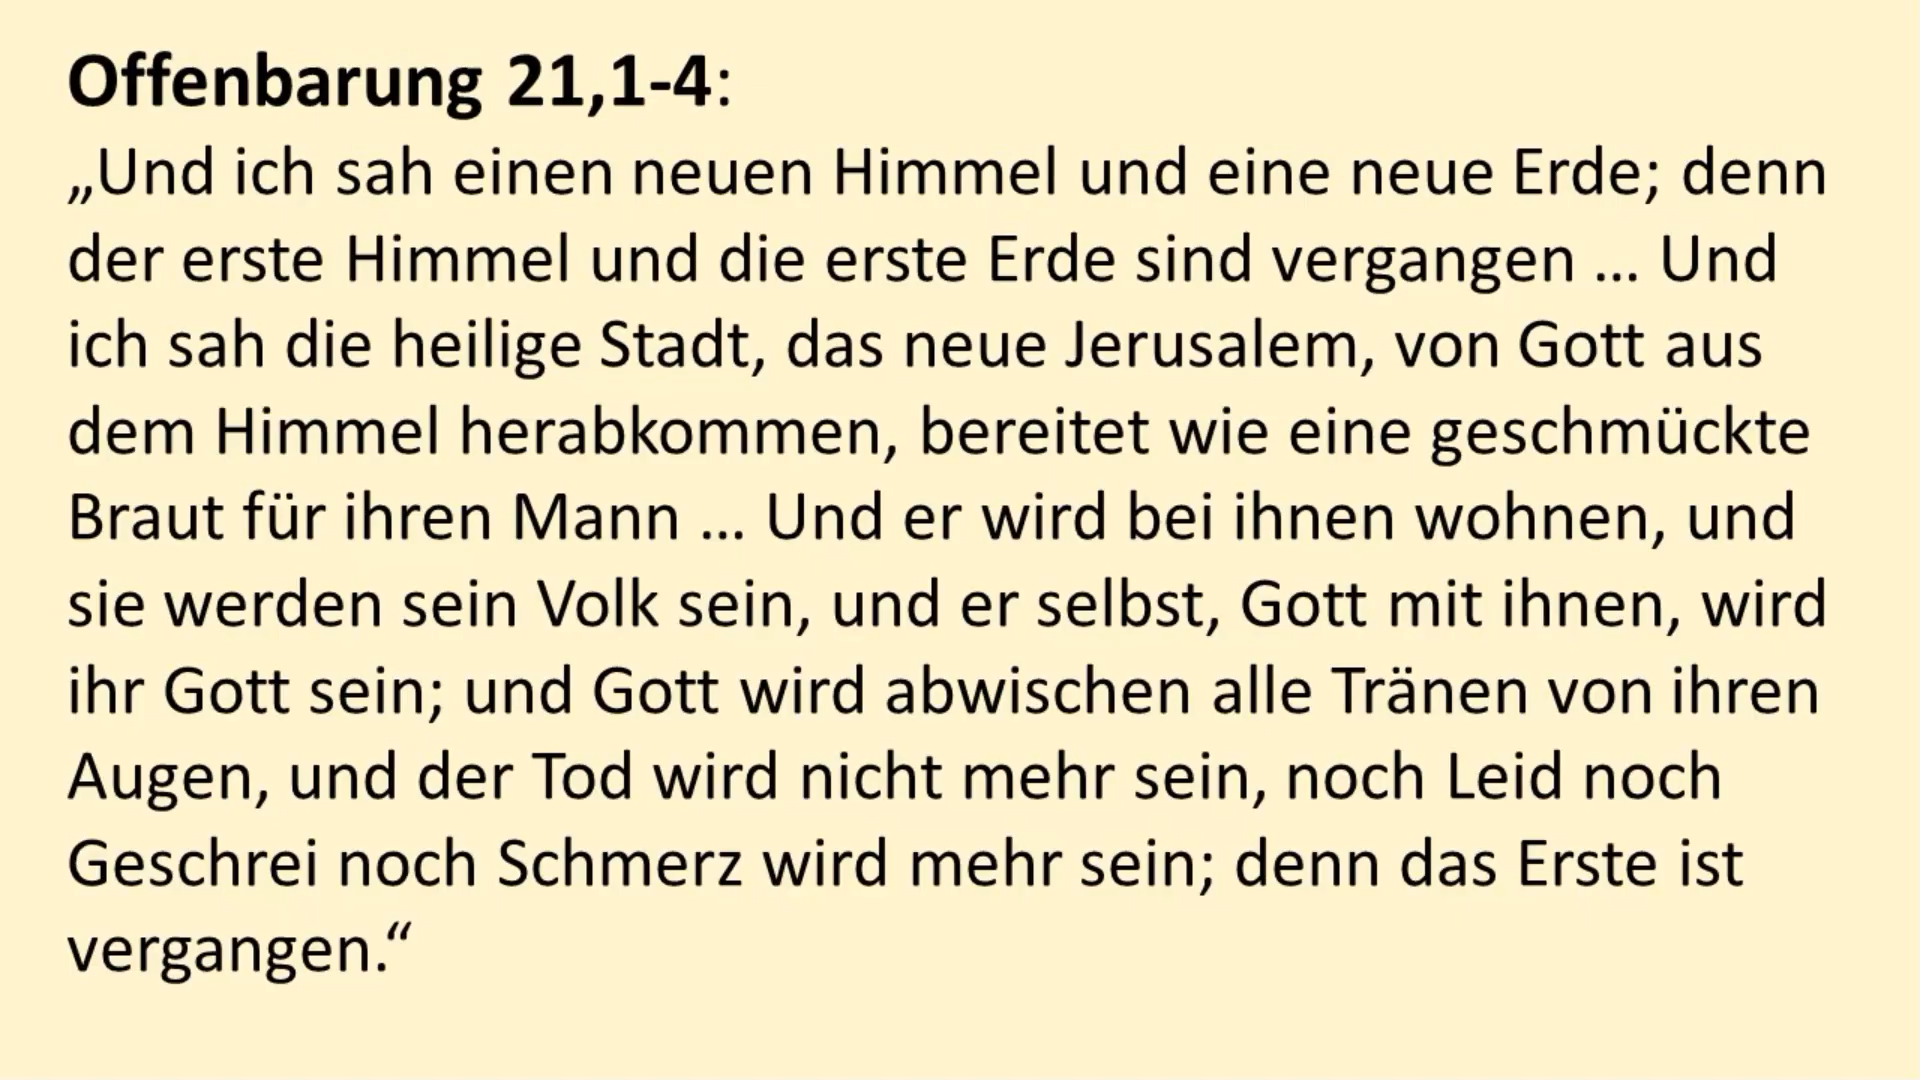 Offenbarung 21,1-4:
„Und ich sah einen neuen Himmel und eine neue Erde; denn
der erste Himmel und die erste Erde sind vergangen … Und
ich sah die heilige Stadt, das neue Jerusalem, von Gott aus
dem Himmel herabkommen, bereitet wie eine geschmückte
Braut für ihren Mann … Und er wird bei ihnen wohnen, und
sie werden sein Volk sein, und er selbst, Gott mit ihnen, wird
ihr Gott sein; und Gott wird abwischen alle Tränen von ihren
Augen, und der Tod wird nicht mehr sein, noch Leid noch
Geschrei noch Schmerz wird mehr sein; denn das Erste ist
vergangen.“